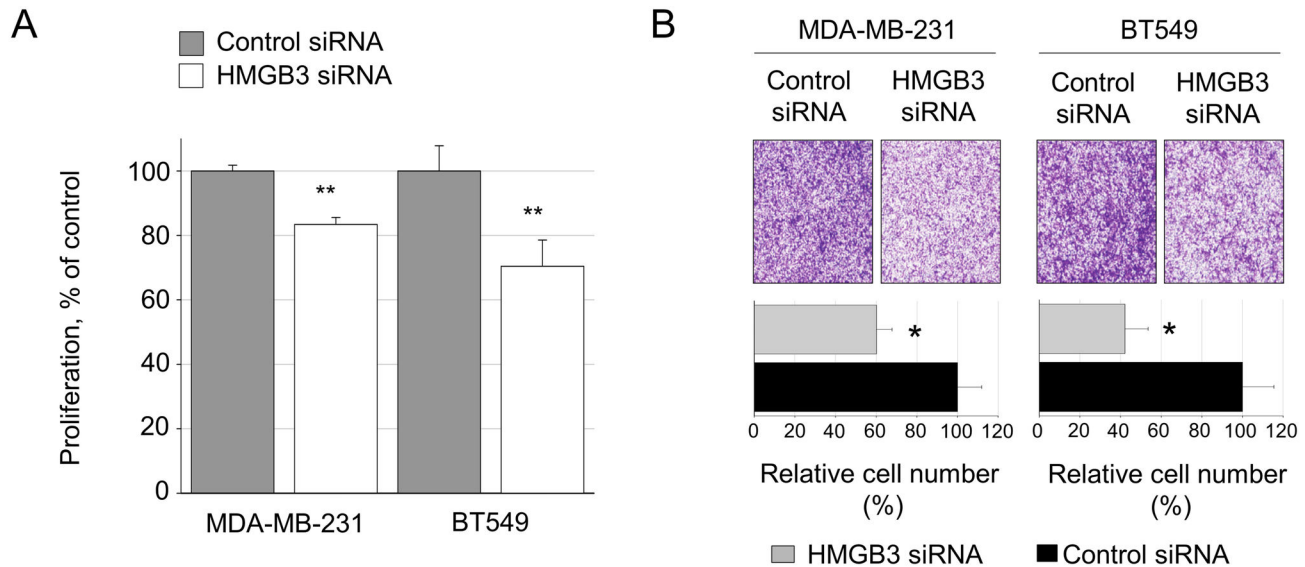 A
Control siRNA
HMGB3 siRNA
Proliferation, % of control
100
80
60
40
20
0
**
**
MDA-MB-231
BT549
B
MDA-MB-231
BT549
Control
siRNA
HMGB3
siRNA
Control
siRNA
HMGB3
siRNA
*
*
0 20 40 60 80 100 120
0 20 40 60 80 100 120
Relative cell number
(%)
Relative cell number
(%)
HMGB3 siRNA
Control siRNA